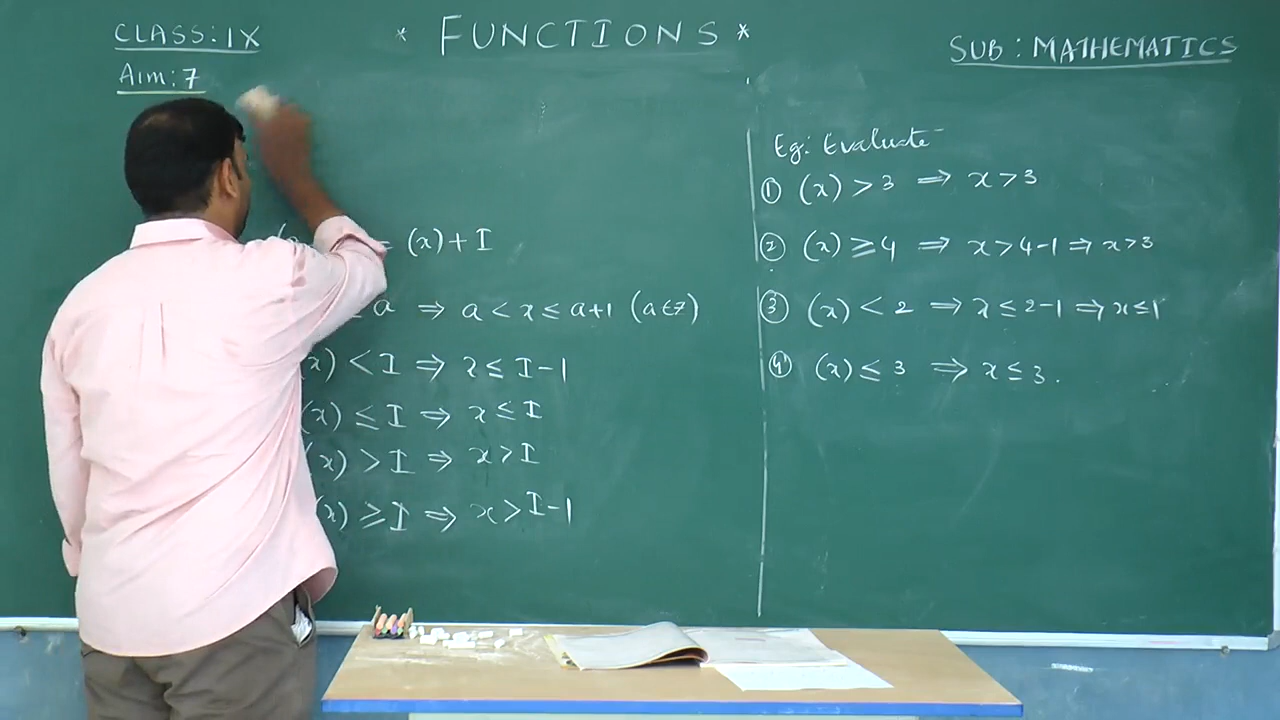 CLASS: IX
* FUNCTIONS *
SUB: MATHEMATICS
Aim: 7
= (x) + I
a ⇒ a < x ≤ a+1 (a∈Z)
x) < I ⇒ x ≤ I-1
(x) ≤ I ⇒ x ≤ I
x) > I ⇒ x > I
(x) ≥ I ⇒ x > I-1
Eg: Evaluate
① (x) > 3 ⇒ x > 3
② (x) ≥ 4 ⇒ x > 4-1 ⇒ x > 3
③ (x) < 2 ⇒ x ≤ 2-1 ⇒ x ≤ 1
④ (x) ≤ 3 ⇒ x ≤ 3.